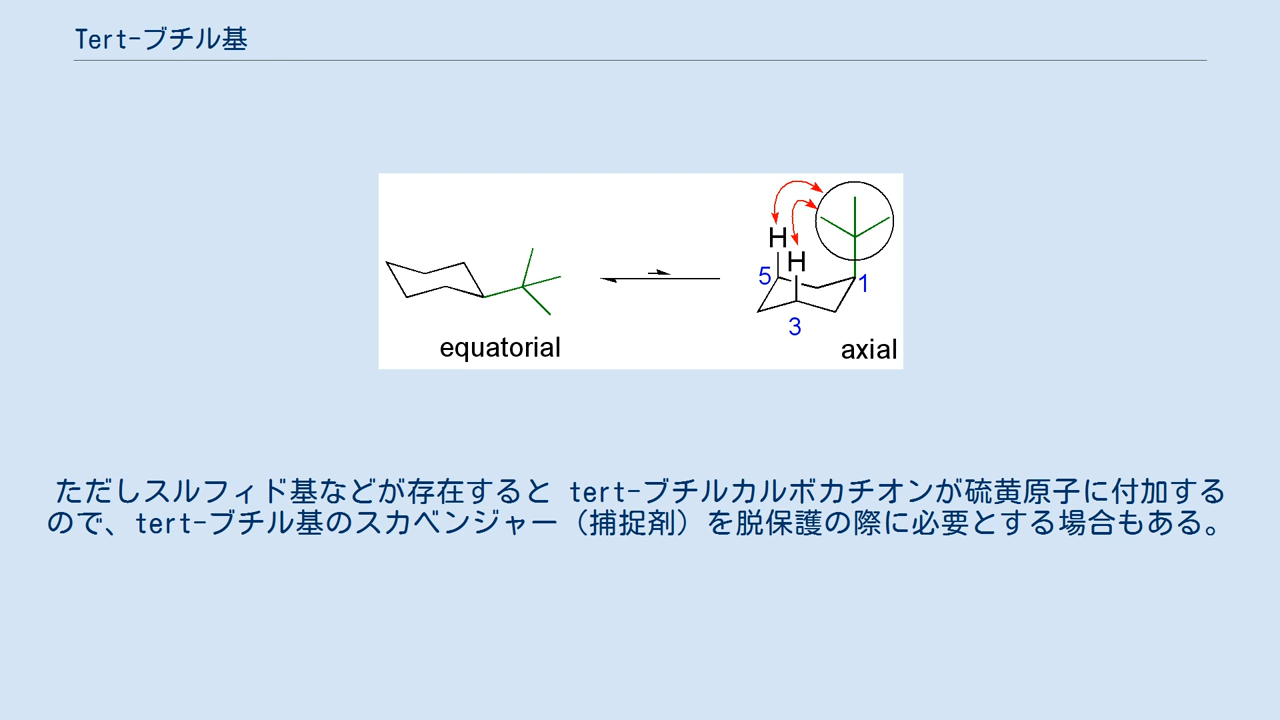 Tert-ブチル基
H
H
5
1
3
equatorial
axial
ただしスルフィド基などが存在すると tert-ブチルカルボカチオンが硫黄原子に付加する
ので、tert-ブチル基のスカベンジャー（捕捉剤）を脱保護の際に必要とする場合もある。